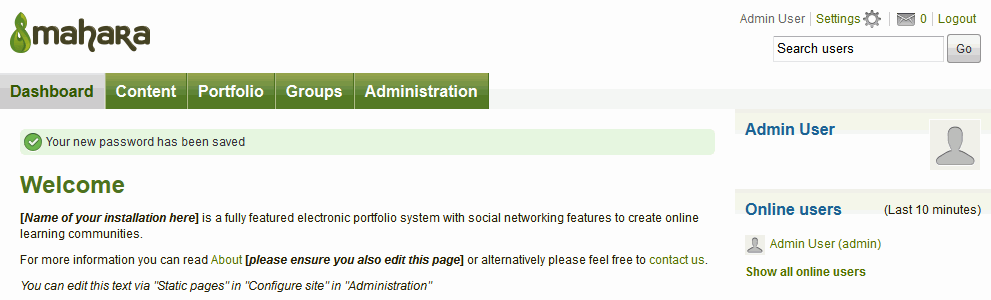 mahara
Admin User | Settings | 0 | Logout
Search users Go
Dashboard Content Portfolio Groups Administration
Your new password has been saved
Welcome
[Name of your installation here] is a fully featured electronic portfolio system with social networking features to create online
learning communities.
For more information you can read About [please ensure you also edit this page] or alternatively please feel free to contact us.
You can edit this text via "Static pages" in "Configure site" in "Administration"
Admin User
Online users (Last 10 minutes)
Admin User (admin)
Show all online users